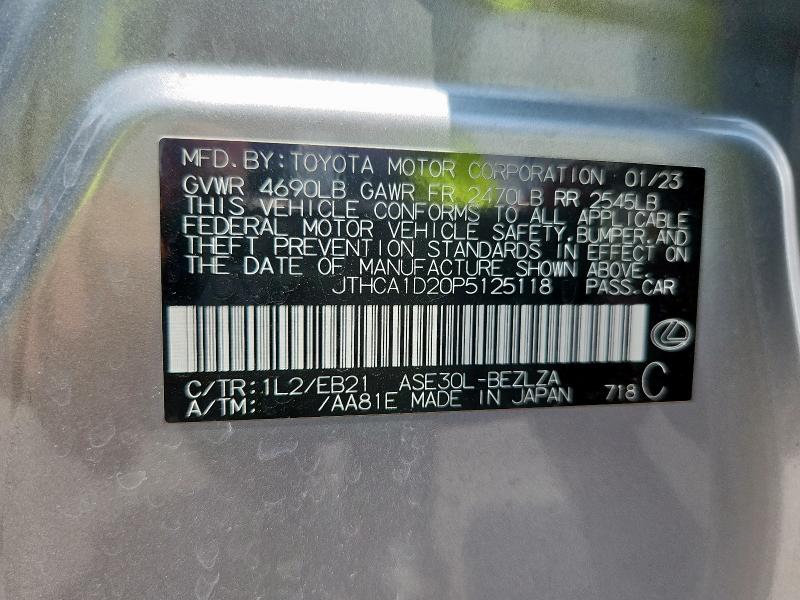 MFD. BY: TOYOTA MOTOR CORPORATION 01/23
GVWR 4690LB GAWR FR 2470LB RR 2545LB
THIS VEHICLE CONFORMS TO ALL APPLICABLE
FEDERAL MOTOR VEHICLE SAFETY, BUMPER, AND
THEFT PREVENTION STANDARDS IN EFFECT ON
THE DATE OF MANUFACTURE SHOWN ABOVE.
JTHCA1D20P5125118 PASS. CAR
C/TR: 1L2/EB21 ASE30L-BEZLZA
A/TM: /AA81E MADE IN JAPAN 718 C